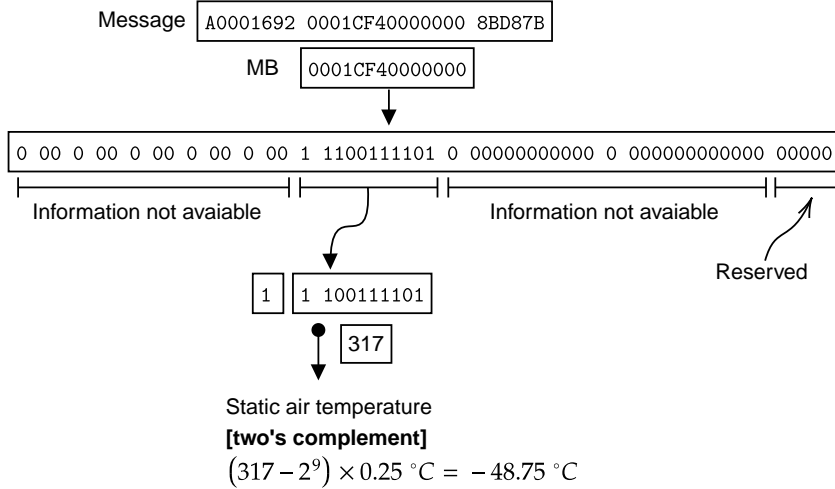 Message A0001692 0001CF40000000 8BD87B
MB 0001CF40000000
0 00 0 00 0 00 0 00 0 00 1 1100111101 0 00000000000 0 000000000000 00000
Information not avaiable Information not avaiable
Reserved
1 1 100111101
317
Static air temperature
[two's complement]
(317 − 2⁹) × 0.25 °C = − 48.75 °C